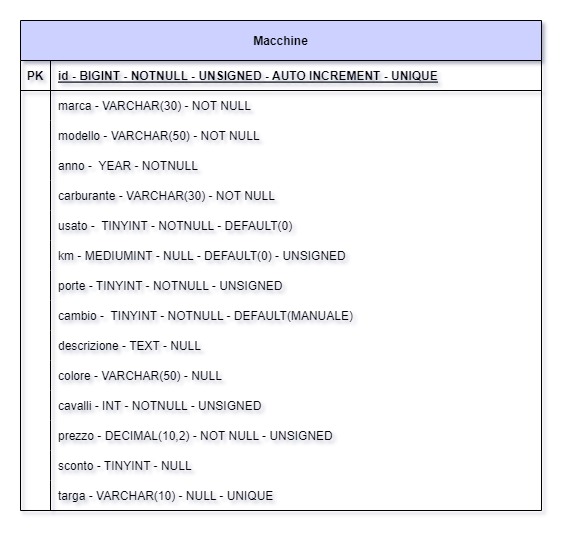 Macchine
PK id - BIGINT - NOTNULL - UNSIGNED - AUTO INCREMENT - UNIQUE
marca - VARCHAR(30) - NOT NULL
modello - VARCHAR(50) - NOT NULL
anno -  YEAR - NOTNULL
carburante - VARCHAR(30) - NOT NULL
usato -  TINYINT - NOTNULL - DEFAULT(0)
km - MEDIUMINT - NULL - DEFAULT(0) - UNSIGNED
porte - TINYINT - NOTNULL - UNSIGNED
cambio -  TINYINT - NOTNULL - DEFAULT(MANUALE)
descrizione - TEXT - NULL
colore - VARCHAR(50) - NULL
cavalli - INT - NOTNULL - UNSIGNED
prezzo - DECIMAL(10,2) - NOT NULL - UNSIGNED
sconto - TINYINT - NULL
targa - VARCHAR(10) - NULL - UNIQUE